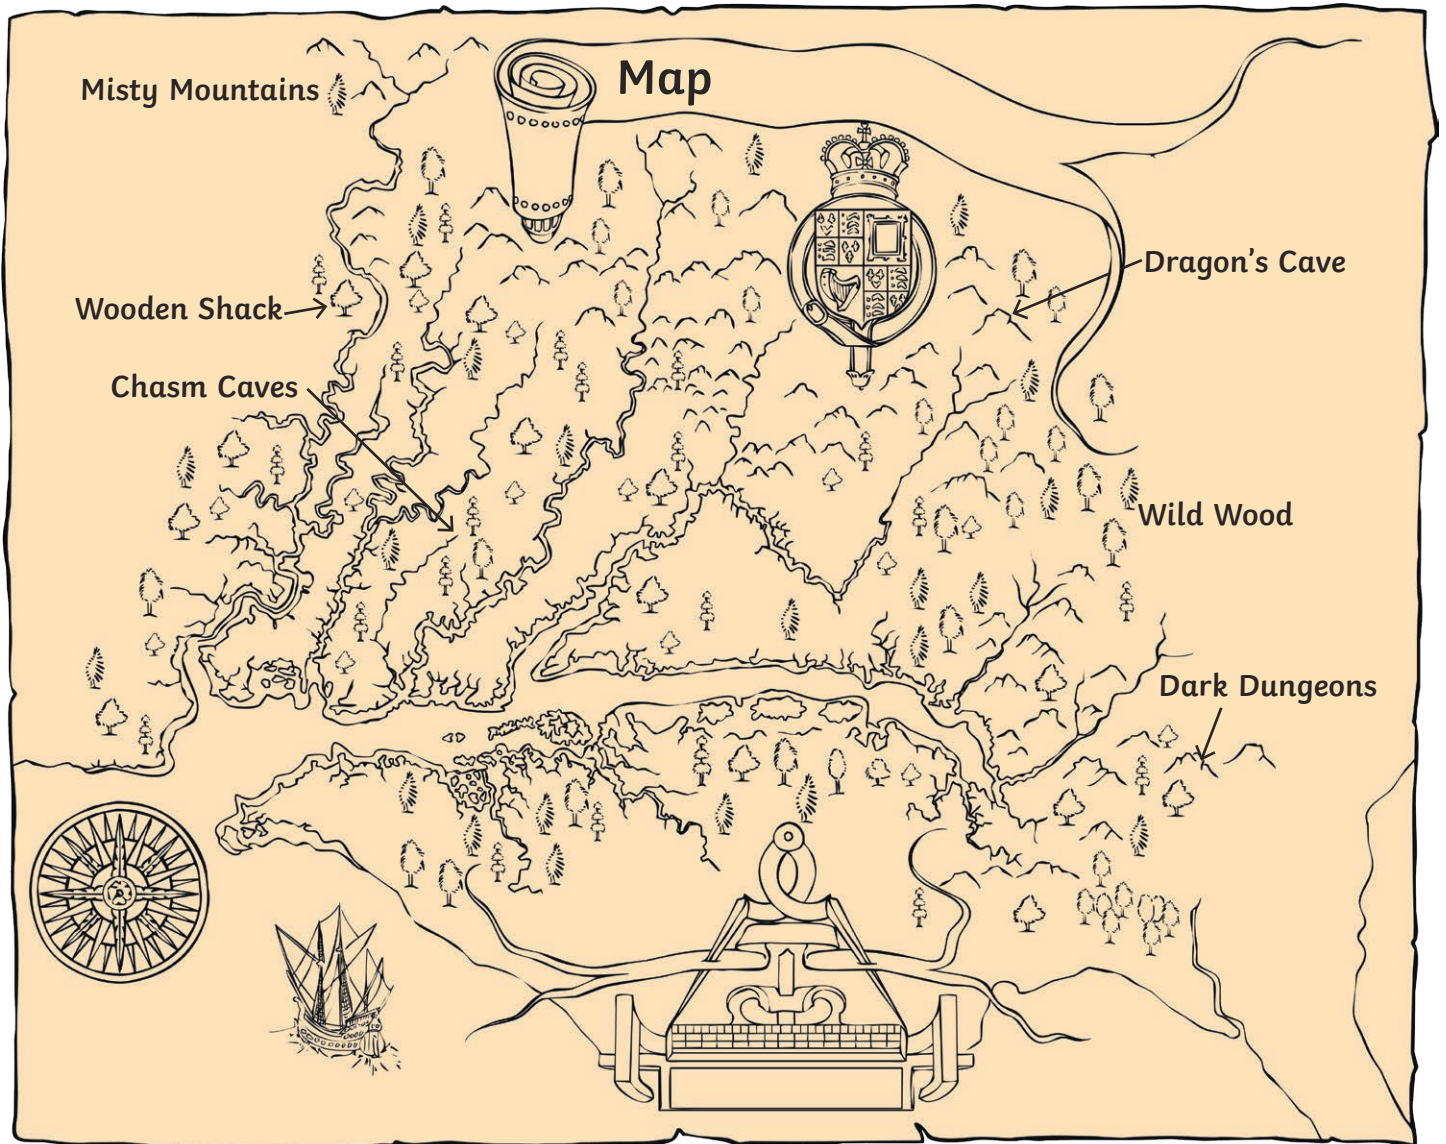 Map
Misty Mountains
Dragon's Cave
Wooden Shack
Chasm Caves
Wild Wood
Dark Dungeons